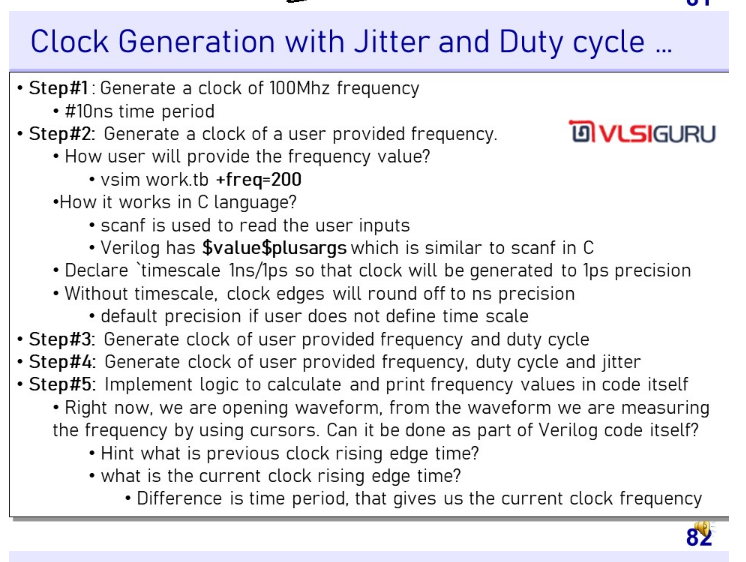 Clock Generation with Jitter and Duty cycle ...
• Step#1 : Generate a clock of 100Mhz frequency
• #10ns time period
• Step#2: Generate a clock of a user provided frequency.
VLSIGURU
• How user will provide the frequency value?
• vsim work.tb +freq=200
•How it works in C language?
• scanf is used to read the user inputs
• Verilog has $value$plusargs which is similar to scanf in C
• Declare `timescale 1ns/1ps so that clock will be generated to 1ps precision
• Without timescale, clock edges will round off to ns precision
• default precision if user does not define time scale
• Step#3: Generate clock of user provided frequency and duty cycle
• Step#4: Generate clock of user provided frequency, duty cycle and jitter
• Step#5: Implement logic to calculate and print frequency values in code itself
• Right now, we are opening waveform, from the waveform we are measuring
the frequency by using cursors. Can it be done as part of Verilog code itself?
• Hint what is previous clock rising edge time?
• what is the current clock rising edge time?
• Difference is time period, that gives us the current clock frequency
82